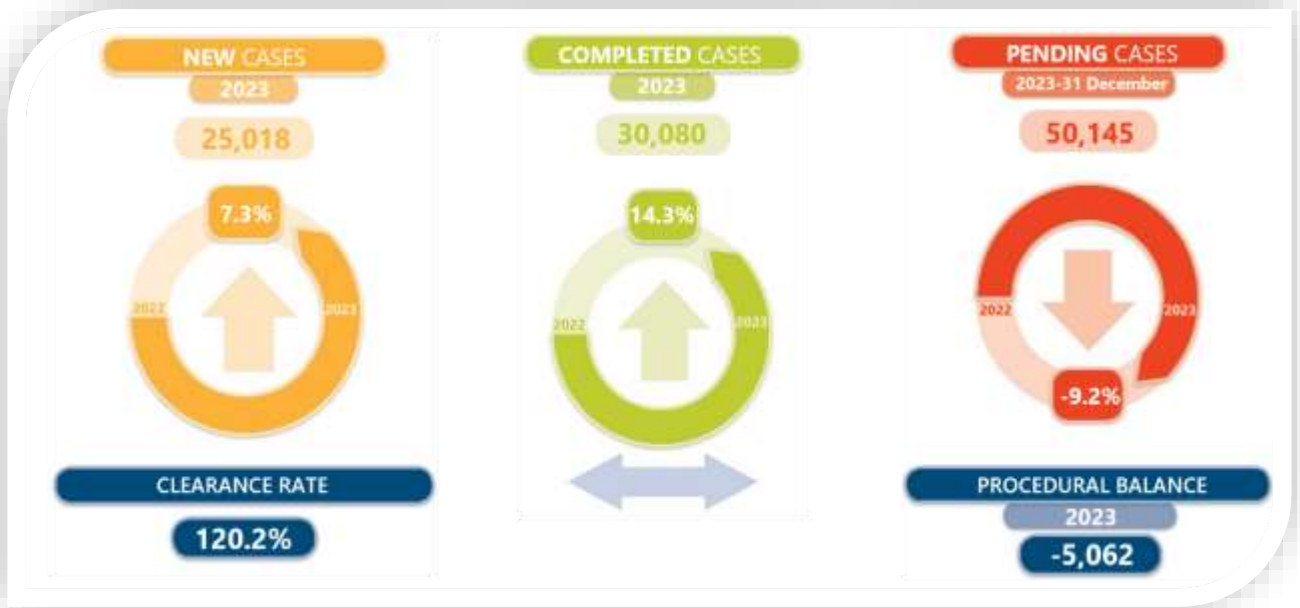 NEW CASES
2023
25,018
7.3%
2022
2023
CLEARANCE RATE
120.2%
COMPLETED CASES
2023
30,080
14.3%
2022
2023
PENDING CASES
2023-31 December
50,145
2022
2023
-9.2%
PROCEDURAL BALANCE
2023
-5,062